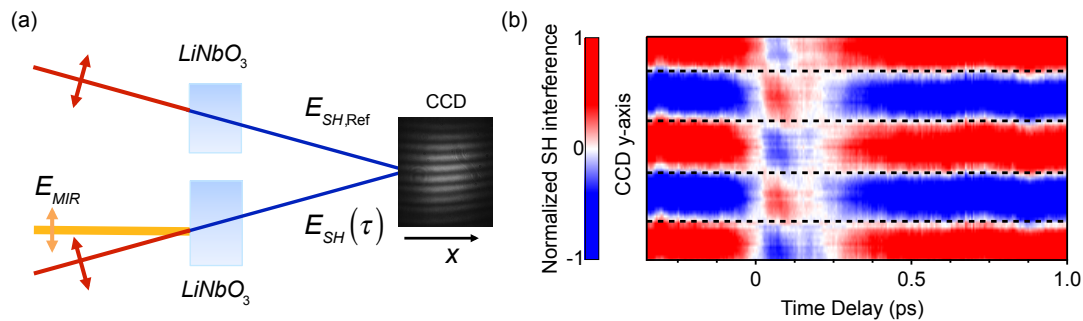 (a)
LiNbO3
E_SH,Ref
CCD
E_MIR
E_SH(τ)
x
LiNbO3
(b)
Normalized SH interference
1
0
-1
CCD y-axis
0
0.5
1.0
Time Delay (ps)